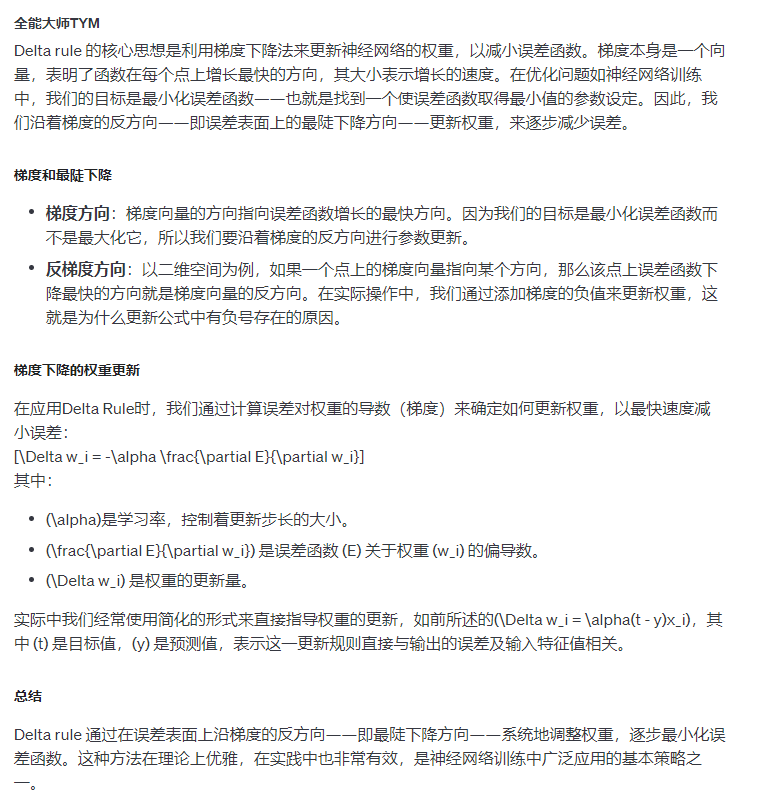 全能大师TYM
Delta rule 的核心思想是利用梯度下降法来更新神经网络的权重，以减小误差函数。梯度本身是一个向
量，表明了函数在每个点上增长最快的方向，其大小表示增长的速度。在优化问题如神经网络训练
中，我们的目标是最小化误差函数——也就是找到一个使误差函数取得最小值的参数设定。因此，我
们沿着梯度的反方向——即误差表面上的最陡下降方向——更新权重，来逐步减少误差。
梯度和最陡下降
• 梯度方向：梯度向量的方向指向误差函数增长的最快方向。因为我们的目标是最小化误差函数而
不是最大化它，所以我们要沿着梯度的反方向进行参数更新。
• 反梯度方向：以二维空间为例，如果一个点上的梯度向量指向某个方向，那么该点上误差函数下
降最快的方向就是梯度向量的反方向。在实际操作中，我们通过添加梯度的负值来更新权重，这
就是为什么更新公式中有负号存在的原因。
梯度下降的权重更新
在应用Delta Rule时，我们通过计算误差对权重的导数（梯度）来确定如何更新权重，以最快速度减
小误差：
[\Delta w_i = -\alpha \frac{\partial E}{\partial w_i}]
其中：
• (\alpha)是学习率，控制着更新步长的大小。
• (\frac{\partial E}{\partial w_i}) 是误差函数 (E) 关于权重 (w_i) 的偏导数。
• (\Delta w_i) 是权重的更新量。
实际中我们经常使用简化的形式来直接指导权重的更新，如前所述的(\Delta w_i = \alpha(t - y)x_i)，其
中 (t) 是目标值，(y) 是预测值，表示这一更新规则直接与输出的误差及输入特征值相关。
总结
Delta rule 通过在误差表面上沿梯度的反方向——即最陡下降方向——系统地调整权重，逐步最小化误
差函数。这种方法在理论上优雅，在实践中也非常有效，是神经网络训练中广泛应用的基本策略之
一。